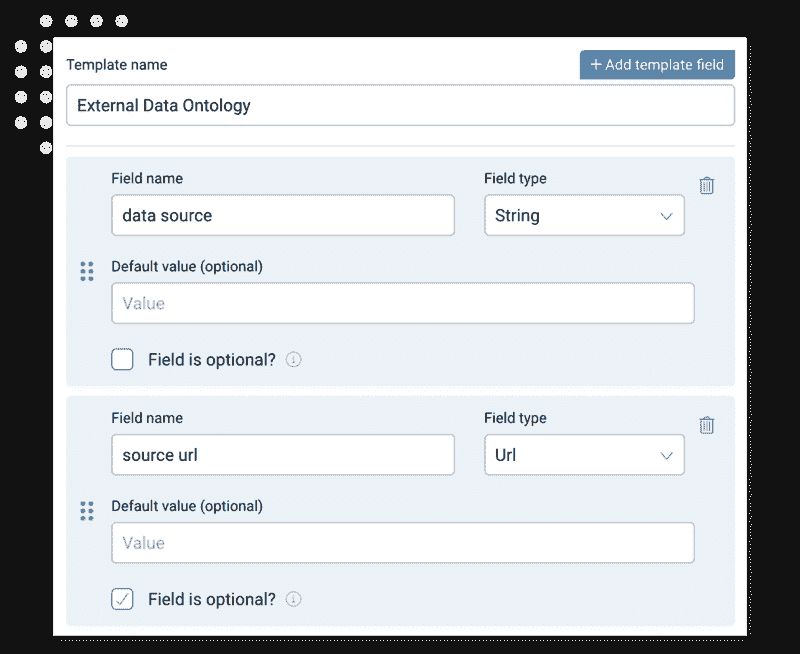 Template name
+ Add template field
External Data Ontology
Field name
Field type
data source
String
Default value (optional)
Value
Field is optional?
Field name
Field type
source url
Url
Default value (optional)
Value
Field is optional?